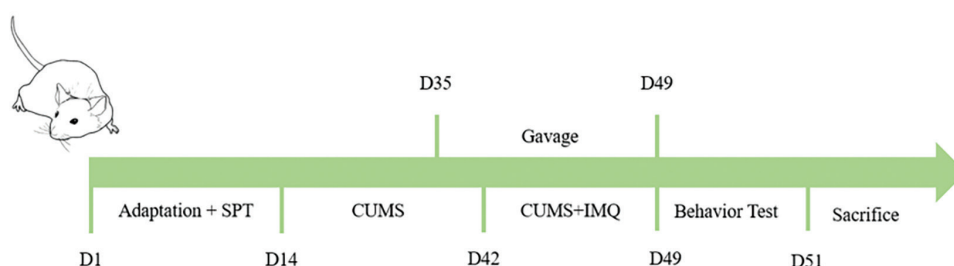 D35 D49
Gavage
Adaptation + SPT CUMS CUMS+IMQ Behavior Test Sacrifice
D1 D14 D42 D49 D51